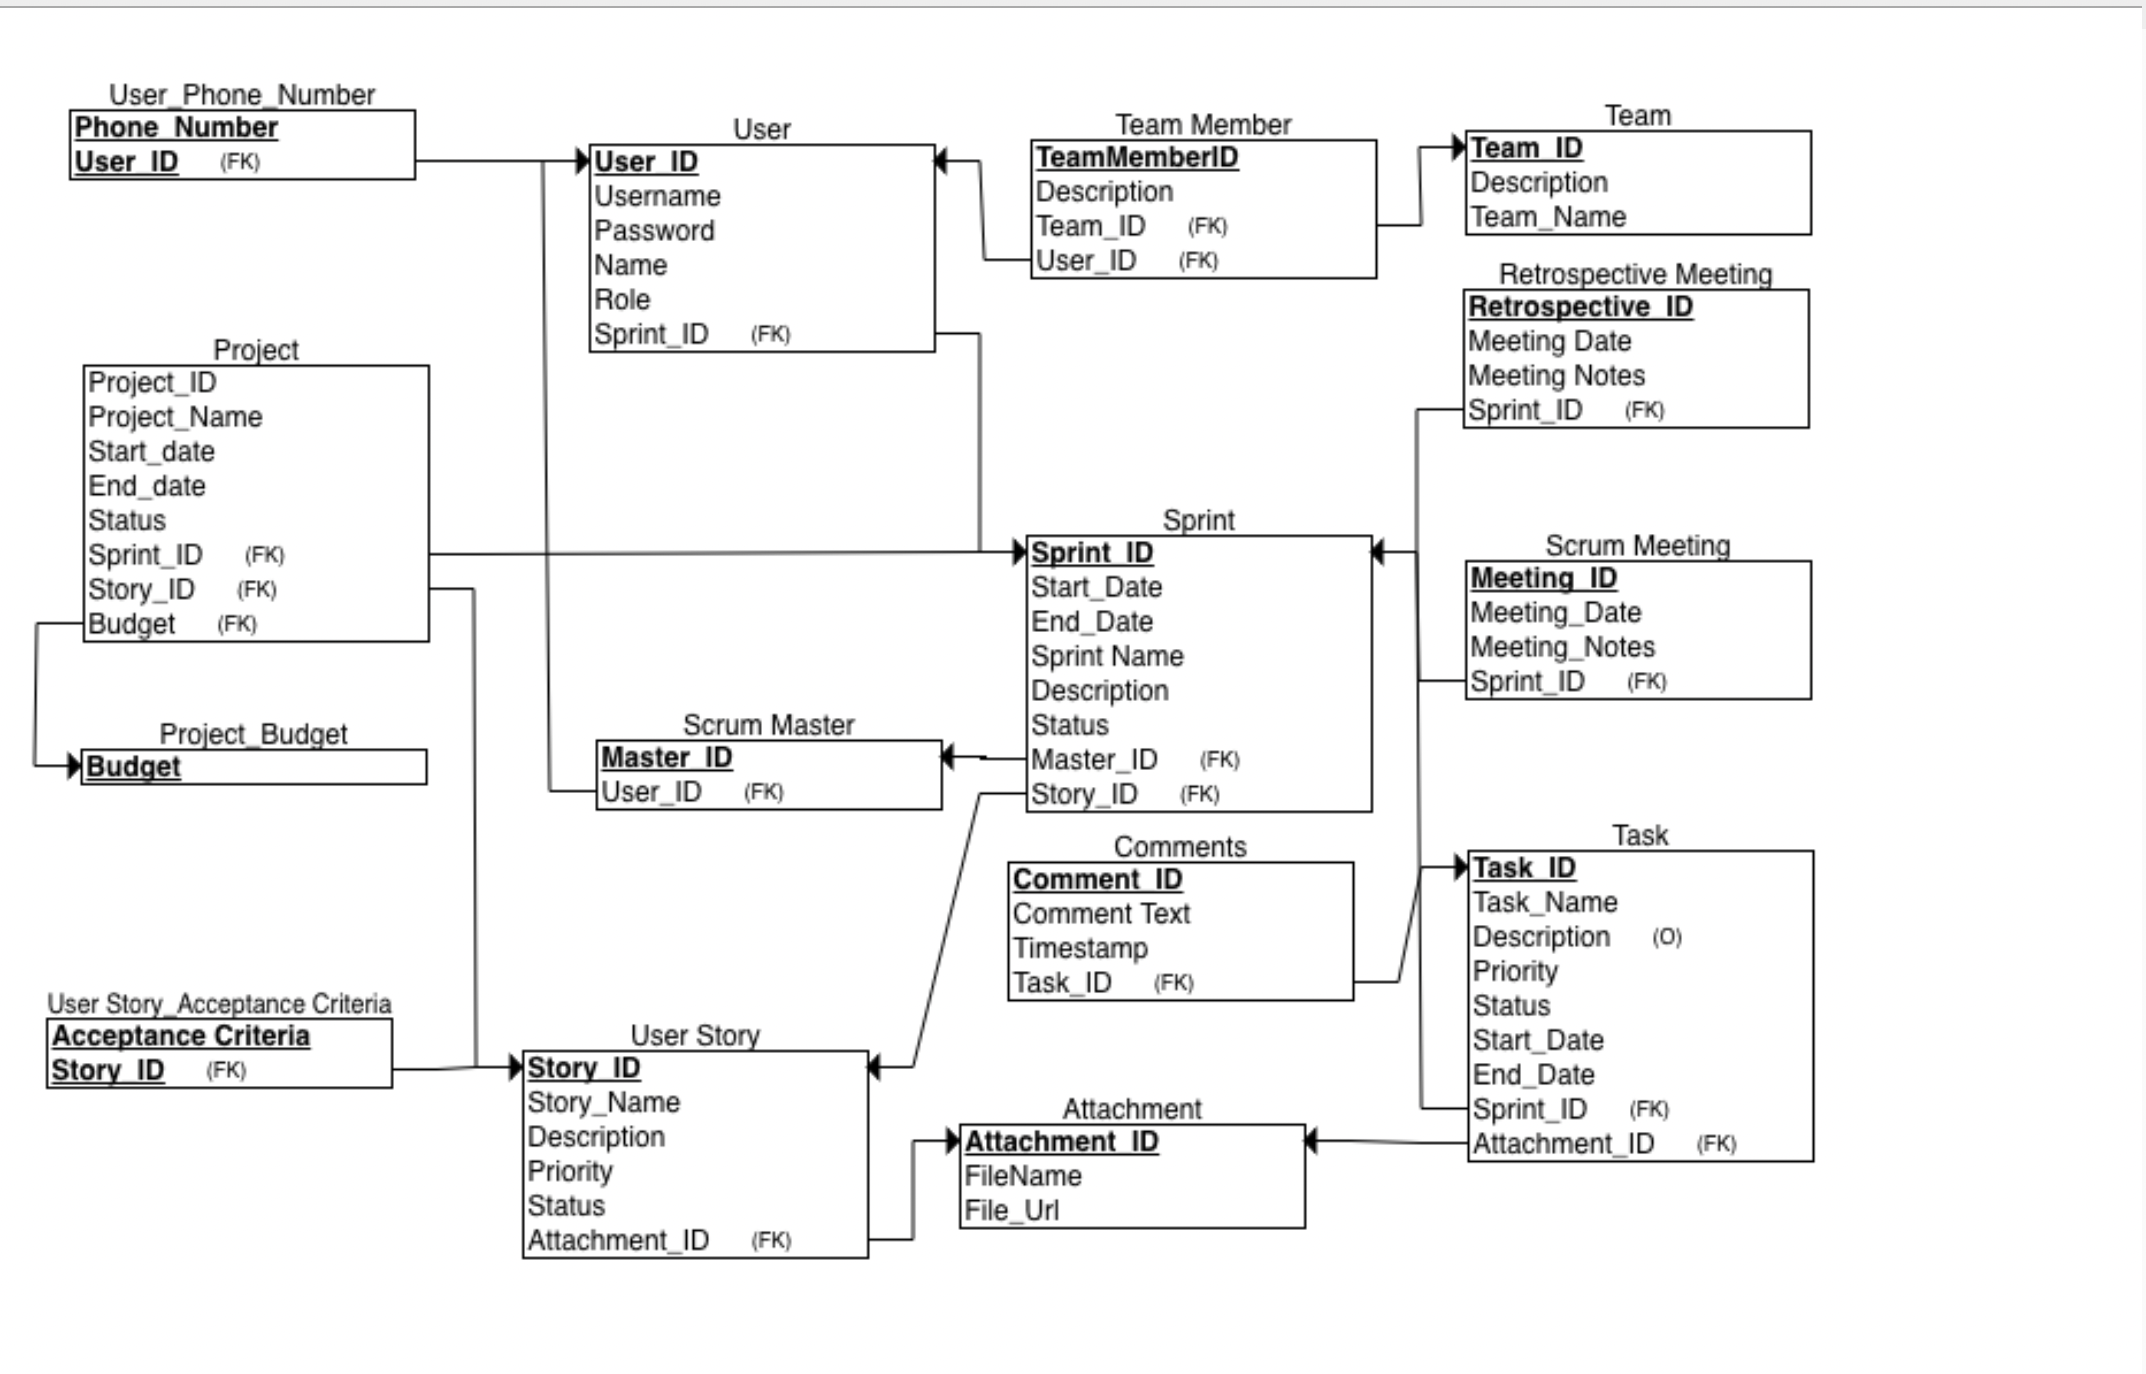 User_Phone_Number
Phone_Number
User_ID (FK)
User
User_ID
Username
Password
Name
Role
Sprint_ID (FK)
Team Member
TeamMemberID
Description
Team_ID (FK)
User_ID (FK)
Team
Team_ID
Description
Team_Name
Retrospective Meeting
Retrospective_ID
Meeting Date
Meeting Notes
Sprint_ID (FK)
Project
Project_ID
Project_Name
Start_date
End_date
Status
Sprint_ID (FK)
Story_ID (FK)
Budget (FK)
Sprint
Sprint_ID
Start_Date
End_Date
Sprint Name
Description
Status
Master_ID (FK)
Story_ID (FK)
Scrum Meeting
Meeting_ID
Meeting_Date
Meeting_Notes
Sprint_ID (FK)
Project_Budget
Budget
Scrum Master
Master_ID
User_ID (FK)
Comments
Comment_ID
Comment Text
Timestamp
Task_ID (FK)
Task
Task_ID
Task_Name
Description (O)
Priority
Status
Start_Date
End_Date
Sprint_ID (FK)
Attachment_ID (FK)
User Story_Acceptance Criteria
Acceptance Criteria
Story_ID (FK)
User Story
Story_ID
Story_Name
Description
Priority
Status
Attachment_ID (FK)
Attachment
Attachment_ID
FileName
File_Url